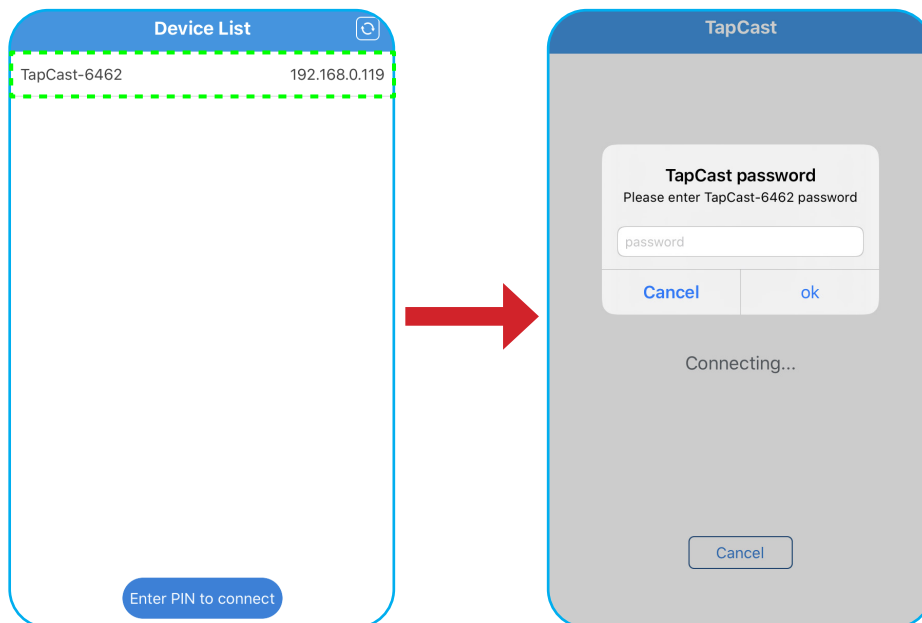 Device List
TapCast-6462 192.168.0.119
Enter PIN to connect
TapCast
TapCast password
Please enter TapCast-6462 password
password
Cancel ok
Connecting...
Cancel